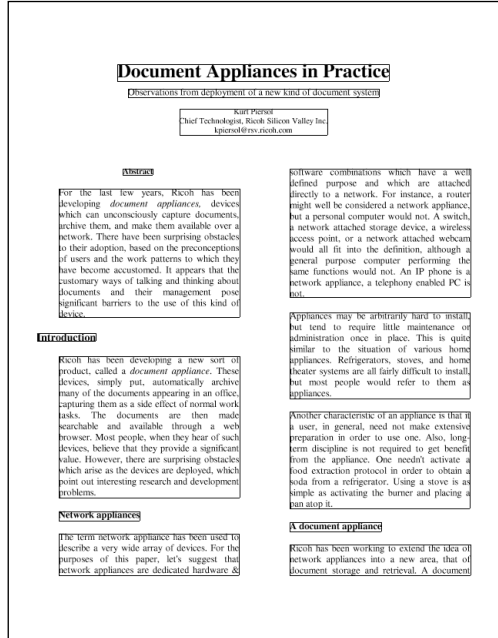 Document Appliances in Practice
Observations from deployment of a new kind of document system
Kurt Piersol
Chief Technologist, Ricoh Silicon Valley Inc.
kpiersol@rsv.ricoh.com
Abstract
For the last few years, Ricoh has been
developing document appliances, devices
which can unconsciously capture documents,
archive them, and make them available over a
network. There have been surprising obstacles
to their adoption, based on the preconceptions
of users and the work patterns to which they
have become accustomed. It appears that the
customary ways of talking and thinking about
documents and their management pose
significant barriers to the use of this kind of
device.
Introduction
Ricoh has been developing a new sort of
product, called a document appliance. These
devices, simply put, automatically archive
many of the documents appearing in an office,
capturing them as a side effect of normal work
tasks. The documents are then made
searchable and available through a web
browser. Most people, when they hear of such
devices, believe that they provide a significant
value. However, there are surprising obstacles
which arise as the devices are deployed, which
point out interesting research and development
problems.
Network appliances
The term network appliance has been used to
describe a very wide array of devices. For the
purposes of this paper, let's suggest that
network appliances are dedicated hardware &
software combinations which have a well
defined purpose and which are attached
directly to a network. For instance, a router
might well be considered a network appliance,
but a personal computer would not. A switch,
a network attached storage device, a wireless
access point, or a network attached webcam
would all fit into the definition, although a
general purpose computer performing the
same functions would not. An IP phone is a
network appliance, a telephony enabled PC is
not.
Appliances may be arbitrarily hard to install,
but tend to require little maintenance or
administration once in place. This is quite
similar to the situation of various home
appliances. Refrigerators, stoves, and home
theater systems are all fairly difficult to install,
but most people would refer to them as
appliances.
Another characteristic of an appliance is that it
a user, in general, need not make extensive
preparation in order to use one. Also, long-
term discipline is not required to get benefit
from the appliance. One needn't activate a
food extraction protocol in order to obtain a
soda from a refrigerator. Using a stove is as
simple as activating the burner and placing a
pan atop it.
A document appliance
Ricoh has been working to extend the idea of
network appliances into a new area, that of
document storage and retrieval. A document